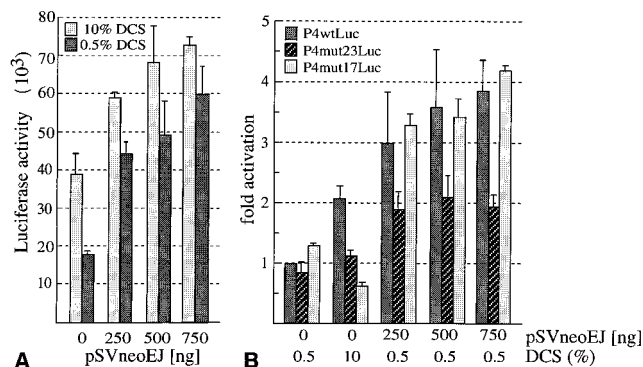 80
70
60
50
40
30
20
10
Luciferase activity (10³)
10% DCS
0.5% DCS
0 250 500 750
pSVneoEJ [ng]
A
5
4
3
2
1
fold activation
P4wtLuc
P4mut23Luc
P4mut17Luc
0 0 250 500 750 pSVneoEJ [ng]
0.5 10 0.5 0.5 0.5 DCS (%)
B